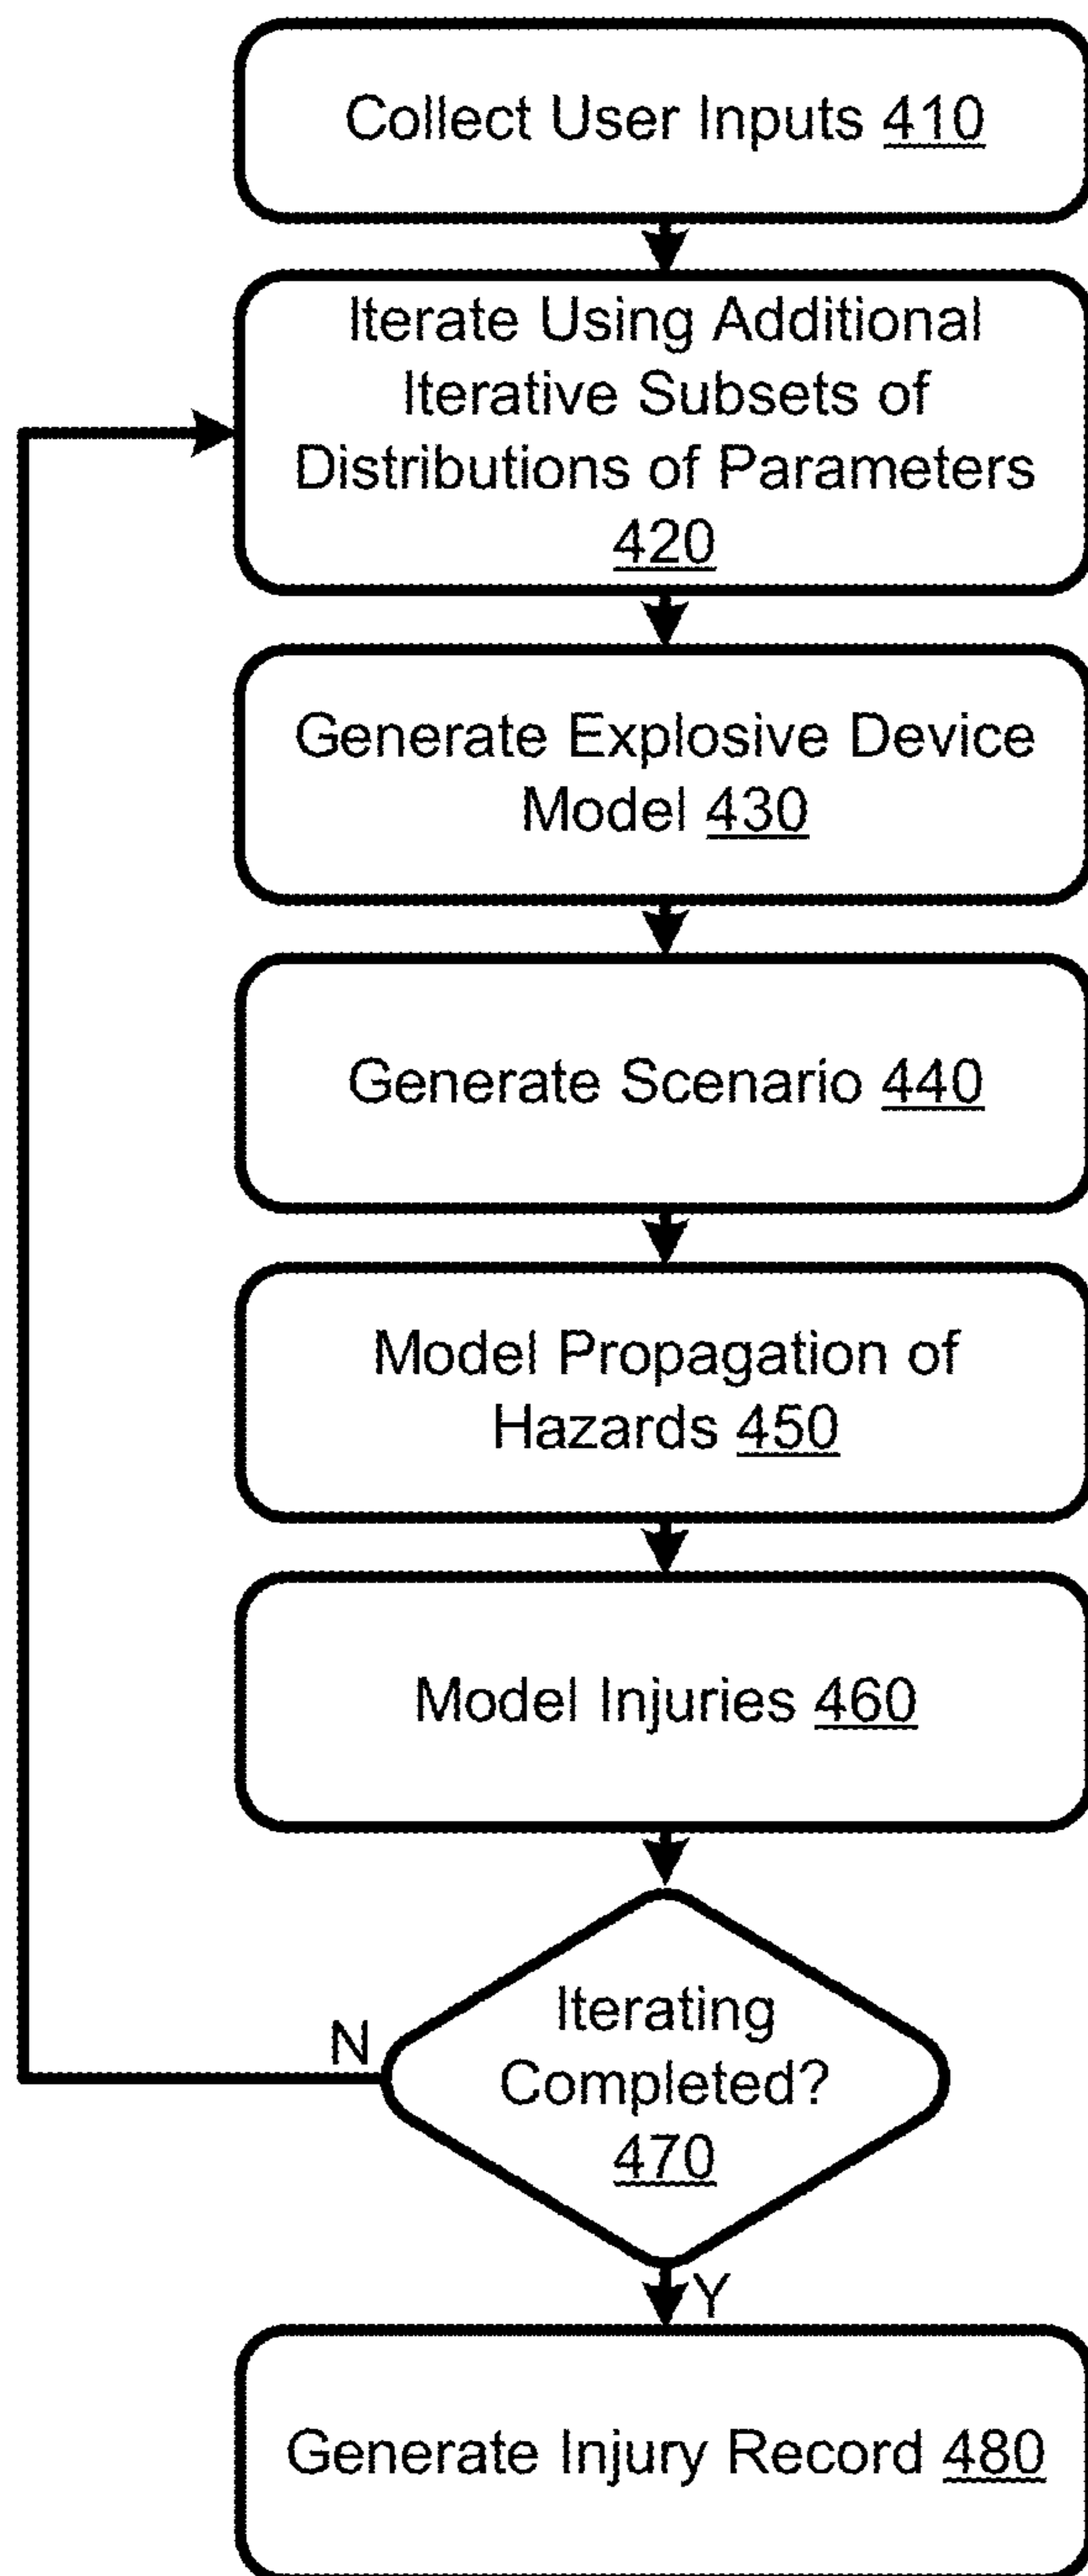 Collect User Inputs 410
Iterate Using Additional
Iterative Subsets of
Distributions of Parameters
420
Generate Explosive Device
Model 430
Generate Scenario 440
Model Propagation of
Hazards 450
Model Injuries 460
Iterating
Completed?
470
N
Y
Generate Injury Record 480